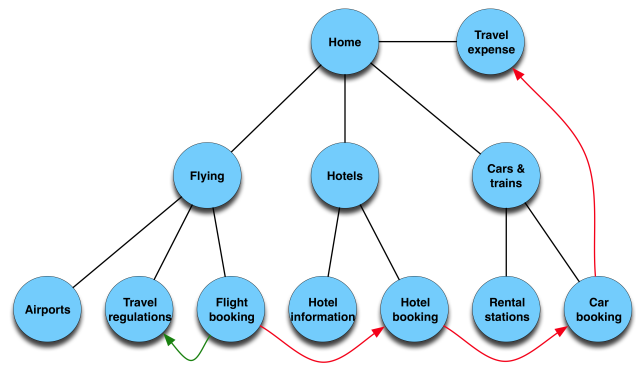 Home
Travel
expense
Flying
Hotels
Cars &
trains
Airports
Travel
regulations
Flight
booking
Hotel
information
Hotel
booking
Rental
stations
Car
booking